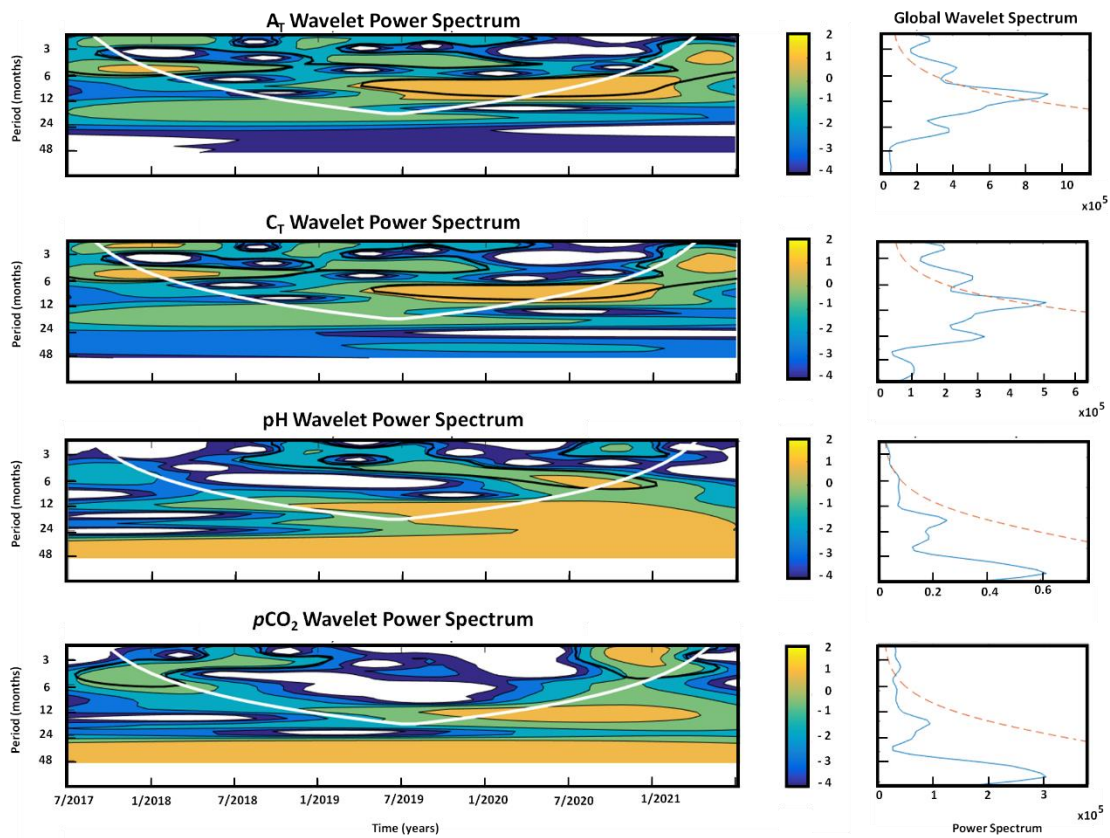 A_T Wavelet Power Spectrum
Global Wavelet Spectrum
Period (months)
3
6
12
24
48
2
1
0
- 1
- 2
- 3
- 4
0 2 4 6 8 10
x10^5
C_T Wavelet Power Spectrum
Period (months)
3
6
12
24
48
2
1
0
- 1
- 2
- 3
- 4
0 1 2 3 4 5 6
x10^5
pH Wavelet Power Spectrum
Period (months)
3
6
12
24
48
2
1
0
- 1
- 2
- 3
- 4
0 0.2 0.4 0.6
pCO₂ Wavelet Power Spectrum
Period (months)
3
6
12
24
48
2
1
0
- 1
- 2
- 3
- 4
7/2017 1/2018 7/2018 1/2019 7/2019 1/2020 7/2020 1/2021
0 1 2 3
x10^5
Time (years)
Power Spectrum